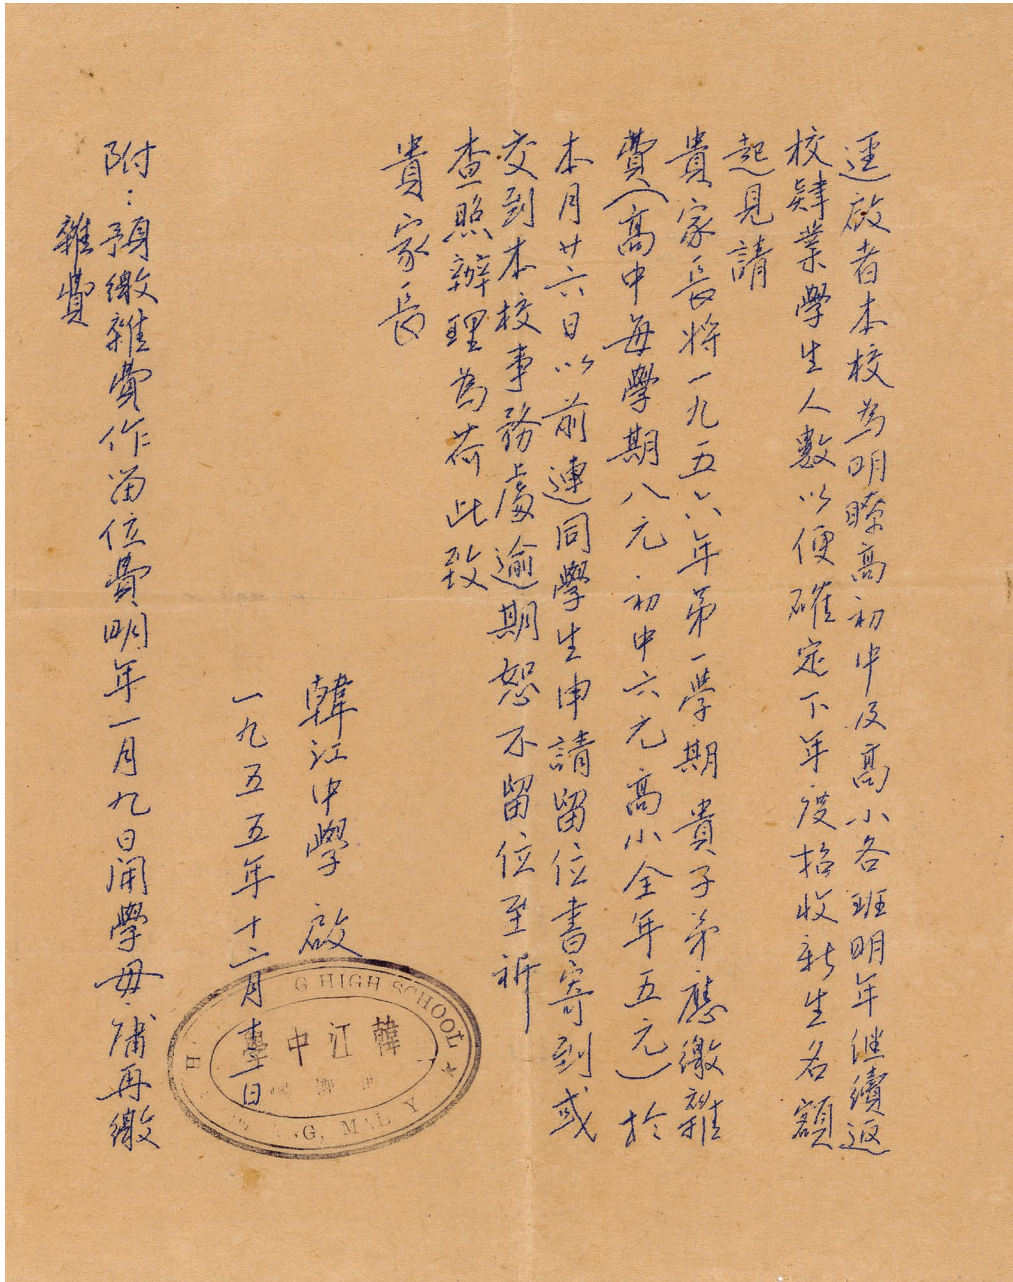 逕啟者本校為明瞭高初中及高小各班明年继續返
校肄業學生人數以便確定下年度招收新生名額
起見請
貴家長將一九五六年第一學期貴子弟應繳雜
費(高中每學期八元初中六元高小全年五元)於
本月廿六日以前連同學生申請留位書寄到或
交到本校事務處逾期恕不留位至祈
查照辦理為荷此致
貴家長
韓江中學 啟
一九五五年十二月 日
附:預繳雜費作留位費明年一月九日開學毋庸再繳
雜費
G HIGH SCHOOL
韓江中